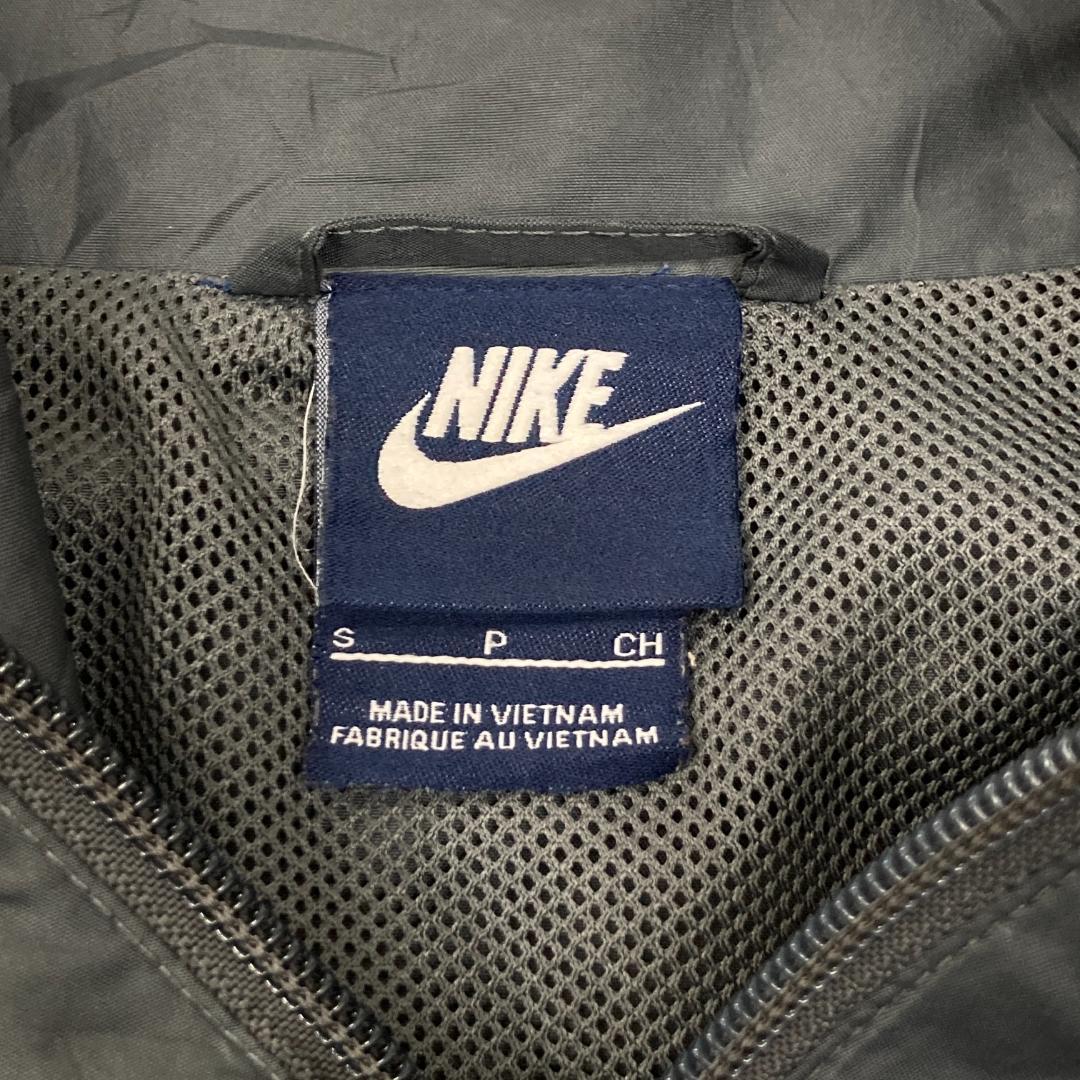 NIKE
S P CH
MADE IN VIETNAM
FABRIQUE AU VIETNAM